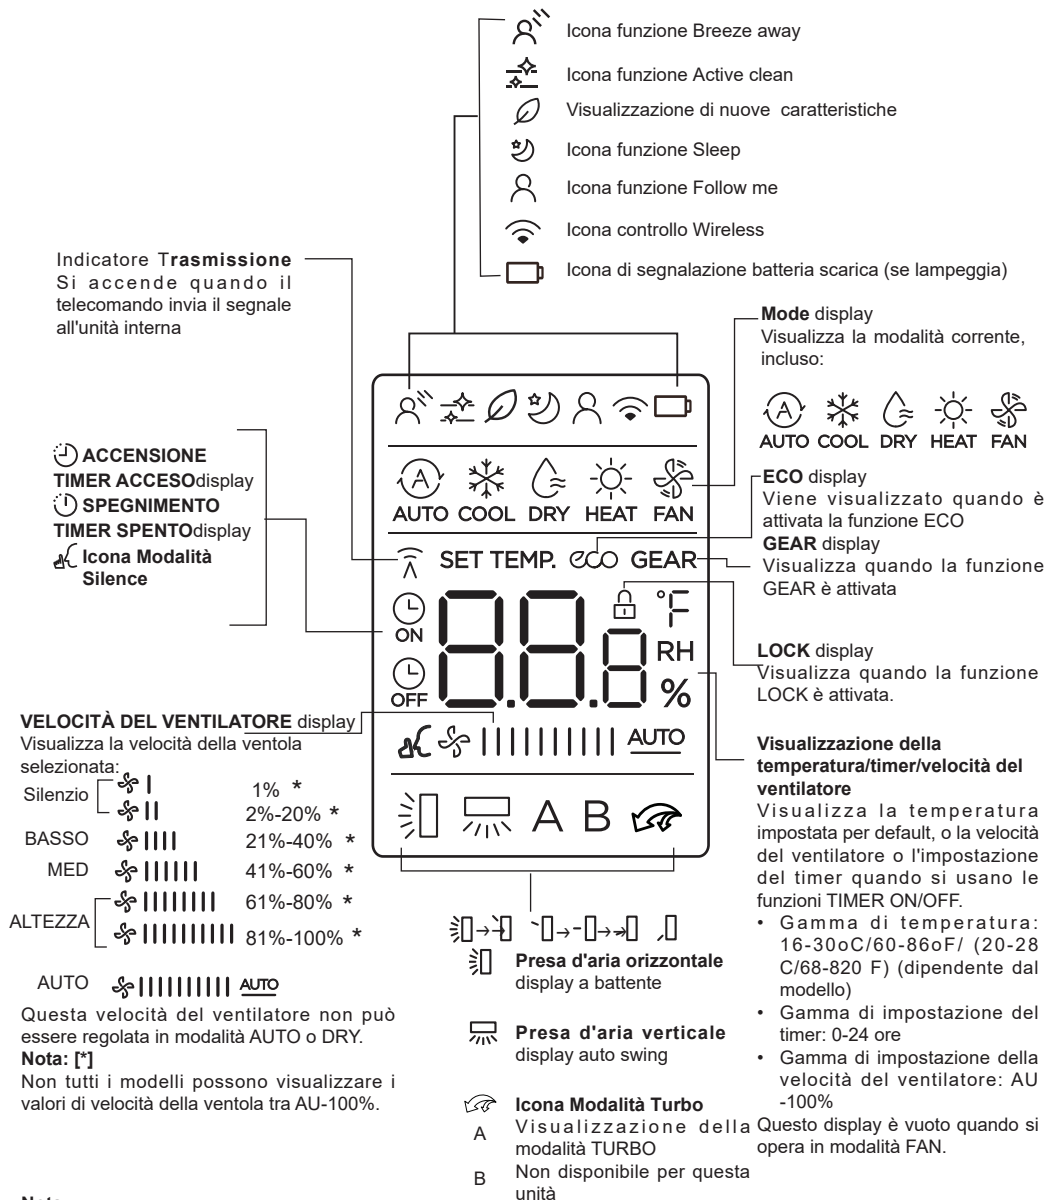 Icona funzione Breeze away
Icona funzione Active clean
Visualizzazione di nuove caratteristiche
Icona funzione Sleep
Icona funzione Follow me
Icona controllo Wireless
Icona di segnalazione batteria scarica (se lampeggia)
Indicatore Trasmissione
Si accende quando il
telecomando invia il segnale
all'unità interna
Mode display
Visualizza la modalità corrente,
incluso:
AUTO COOL DRY HEAT FAN
ECO display
Viene visualizzato quando è
attivata la funzione ECO
GEAR display
Visualizza quando la funzione
GEAR è attivata
LOCK display
Visualizza quando la funzione
LOCK è attivata.
ACCENSIONE
TIMER ACCESOdisplay
SPEGNIMENTO
TIMER SPENTOdisplay
Icona Modalità
Silence
A
AUTO COOL DRY HEAT FAN
SET TEMP. eco GEAR
ON
OFF
88.8
°F
RH
%
AUTO
A B
VELOCITÀ DEL VENTILATORE display
Visualizza la velocità della ventola
selezionata:
Silenzio
1% *
2%-20% *
BASSO 21%-40% *
MED 41%-60% *
ALTEZZA
61%-80% *
81%-100% *
AUTO AUTO
Questa velocità del ventilatore non può
essere regolata in modalità AUTO o DRY.
Nota: [*]
Non tutti i modelli possono visualizzare i
valori di velocità della ventola tra AU-100%.
Presa d'aria orizzontale
display a battente
Presa d'aria verticale
display auto swing
Icona Modalità Turbo
A Visualizzazione della
modalità TURBO
B Non disponibile per questa
unità
Visualizzazione della
temperatura/timer/velocità del
ventilatore
Visualizza la temperatura
impostata per default, o la velocità
del ventilatore o l'impostazione
del timer quando si usano le
funzioni TIMER ON/OFF.
• Gamma di temperatura:
16-30oC/60-86oF/ (20-28
C/68-820 F) (dipendente dal
modello)
• Gamma di impostazione del
timer: 0-24 ore
• Gamma di impostazione della
velocità del ventilatore: AU
-100%
Questo display è vuoto quando si
opera in modalità FAN.